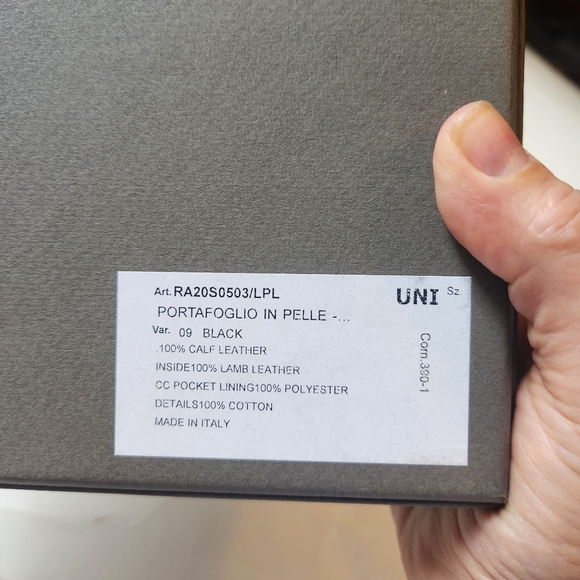 Art. RA20S0503/LPL
UNI Sz.
PORTAFOGLIO IN PELLE -...
Var. 09 BLACK
.100% CALF LEATHER
INSIDE100% LAMB LEATHER
CC POCKET LINING100% POLYESTER
DETAILS100% COTTON
MADE IN ITALY
Com.390-1